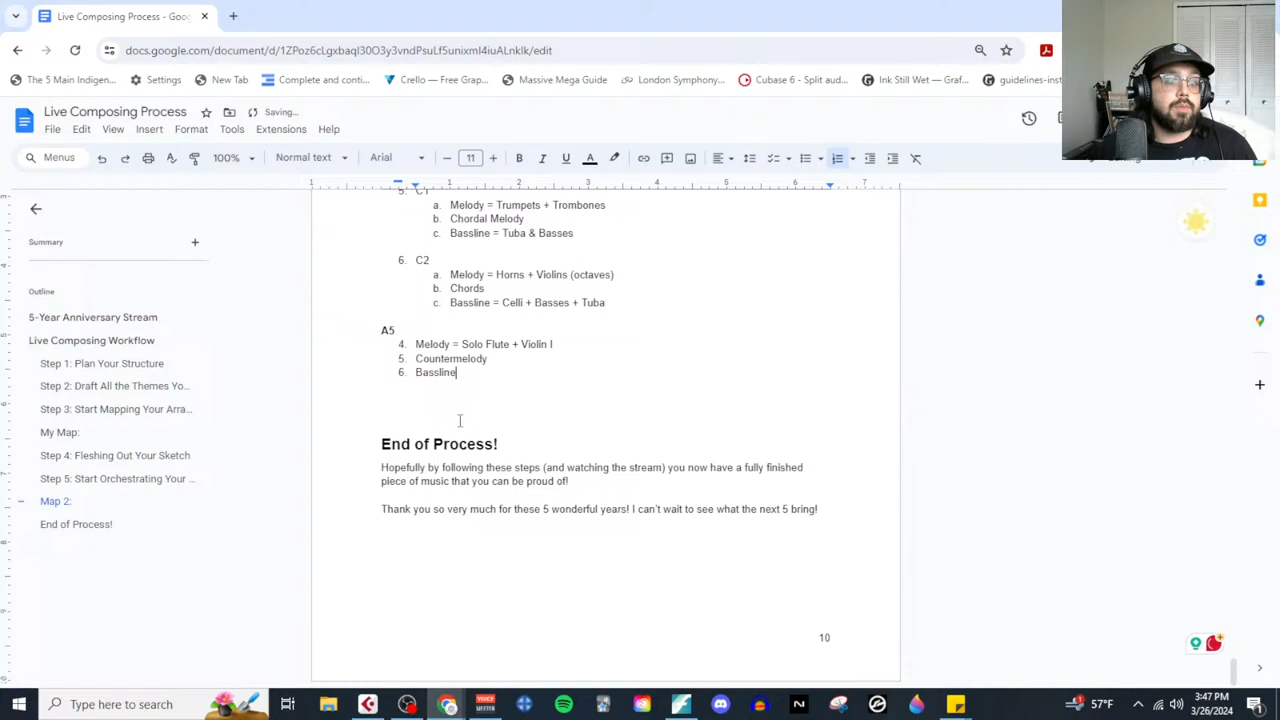 Live Composing Process - Goo
docs.google.com/document/d/1ZPoz6cLgxbaql30O3y3vndPsuLf5unixml4iuALnkIk/edit
The 5 Main Indigen...
Settings
New Tab
Complete and conti...
Crello — Free Grap...
Massive Mega Guide
London Symphony...
Cubase 6 - Split audi...
Ink Still Wet — Graf...
guidelines-inst
Live Composing Process
Saving...
File Edit View Insert Format Tools Extensions Help
Menus
100%
Normal text
Arial
11
Summary
Outline
5-Year Anniversary Stream
Live Composing Workflow
Step 1: Plan Your Structure
Step 2: Draft All the Themes Yo...
Step 3: Start Mapping Your Arra...
My Map:
Step 4: Fleshing Out Your Sketch
Step 5: Start Orchestrating Your ...
Map 2:
End of Process!
5. C1
a. Melody = Trumpets + Trombones
b. Chordal Melody
c. Bassline = Tuba & Basses
6. C2
a. Melody = Horns + Violins (octaves)
b. Chords
c. Bassline = Celli + Basses + Tuba
A5
4. Melody = Solo Flute + Violin I
5. Countermelody
6. Bassline
End of Process!
Hopefully by following these steps (and watching the stream) you now have a fully finished
piece of music that you can be proud of!
Thank you so very much for these 5 wonderful years! I can't wait to see what the next 5 bring!
10
Type here to search
57°F
3:47 PM
3/26/2024